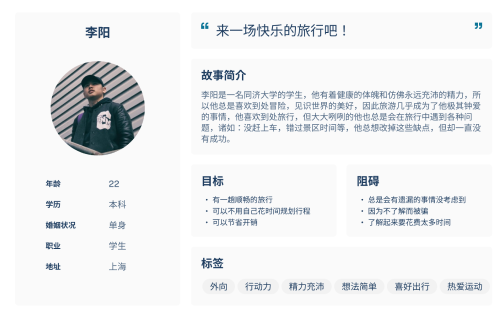 李阳
年龄 22
学历 本科
婚姻状况 单身
职业 学生
地址 上海
“ 来一场快乐的旅行吧！ ”
故事简介
李阳是一名同济大学的学生，他有着健康的体魄和仿佛永远充沛的精力，所
以他总是喜欢到处冒险，见识世界的美好，因此旅游几乎成为了他极其钟爱
的事情，他喜欢到处旅行，但大大咧咧的他也总是会在旅行中遇到各种问
题，诸如：没赶上车，错过景区时间等，他总想改掉这些缺点，但却一直没
有成功。
目标
• 有一趟顺畅的旅行
• 可以不用自己花时间规划行程
• 可以节省开销
阻碍
• 总是会有遗漏的事情没考虑到
• 因为不了解而被骗
• 了解起来要花费太多时间
标签
外向 行动力 精力充沛 想法简单 喜好出行 热爱运动